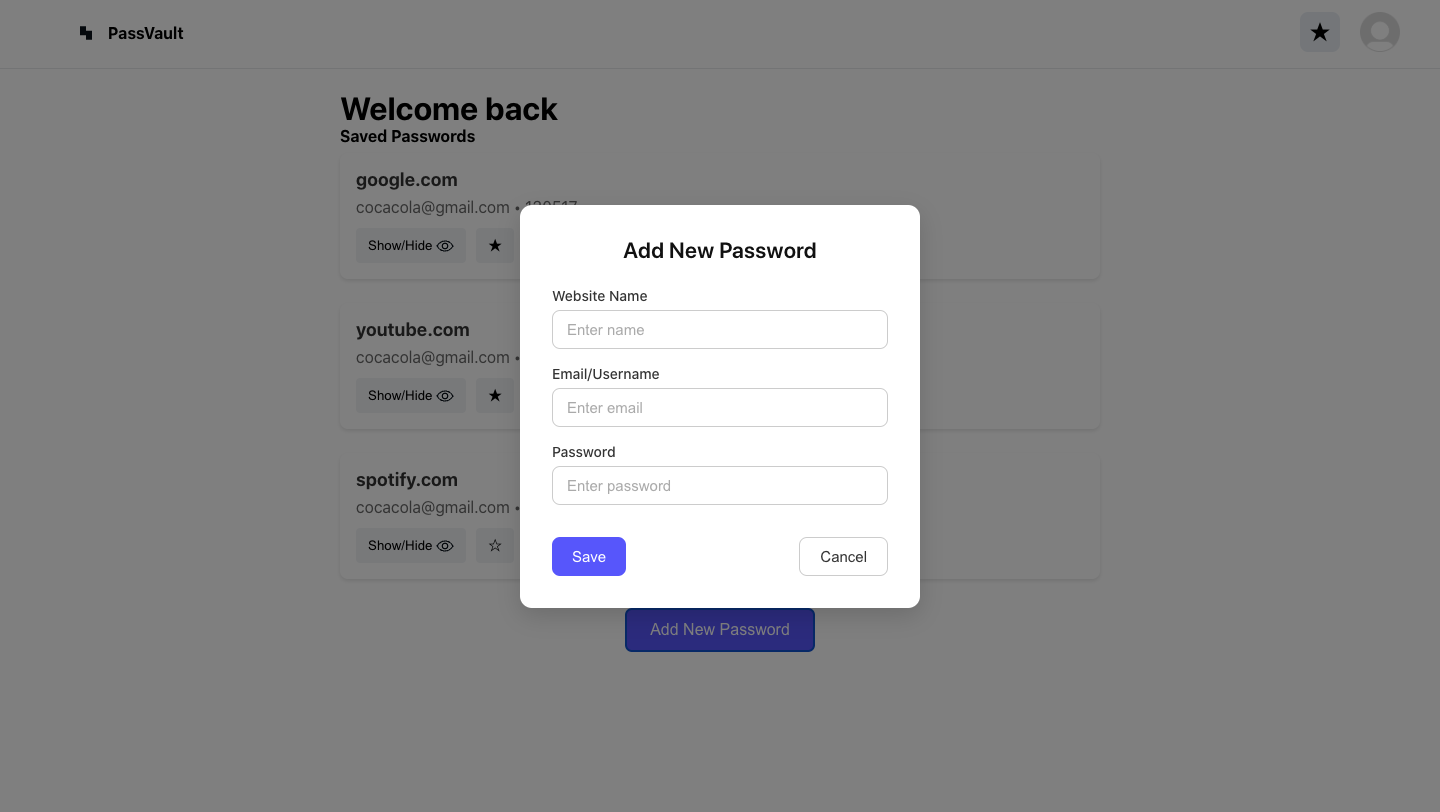 PassVault
★
Welcome back
Saved Passwords
google.com
cocacola@gmail.com •
Show/Hide
★
youtube.com
cocacola@gmail.com •
Show/Hide
★
spotify.com
cocacola@gmail.com •
Show/Hide
☆
Add New Password
Website Name
Enter name
Email/Username
Enter email
Password
Enter password
Save
Cancel
Add New Password